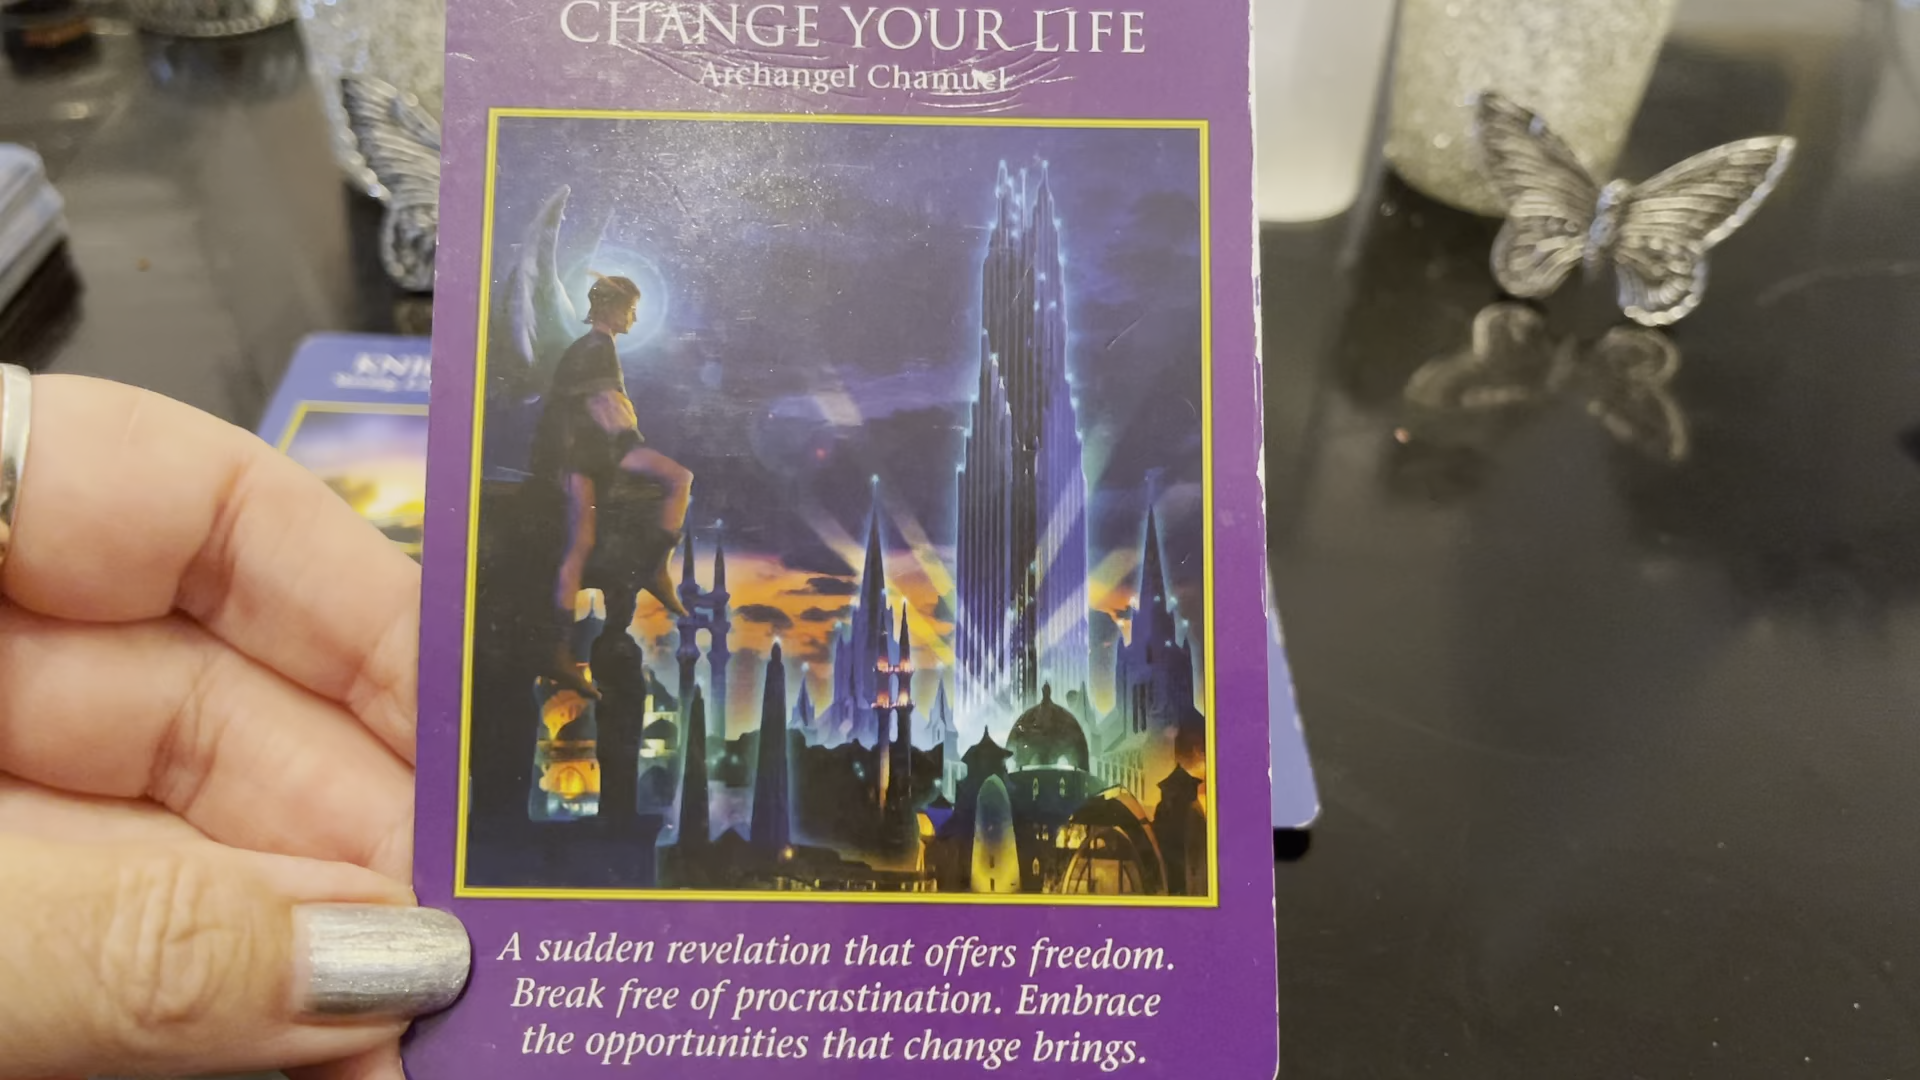 CHANGE YOUR LIFE
Archangel Chamuel
A sudden revelation that offers freedom.
Break free of procrastination. Embrace
the opportunities that change brings.